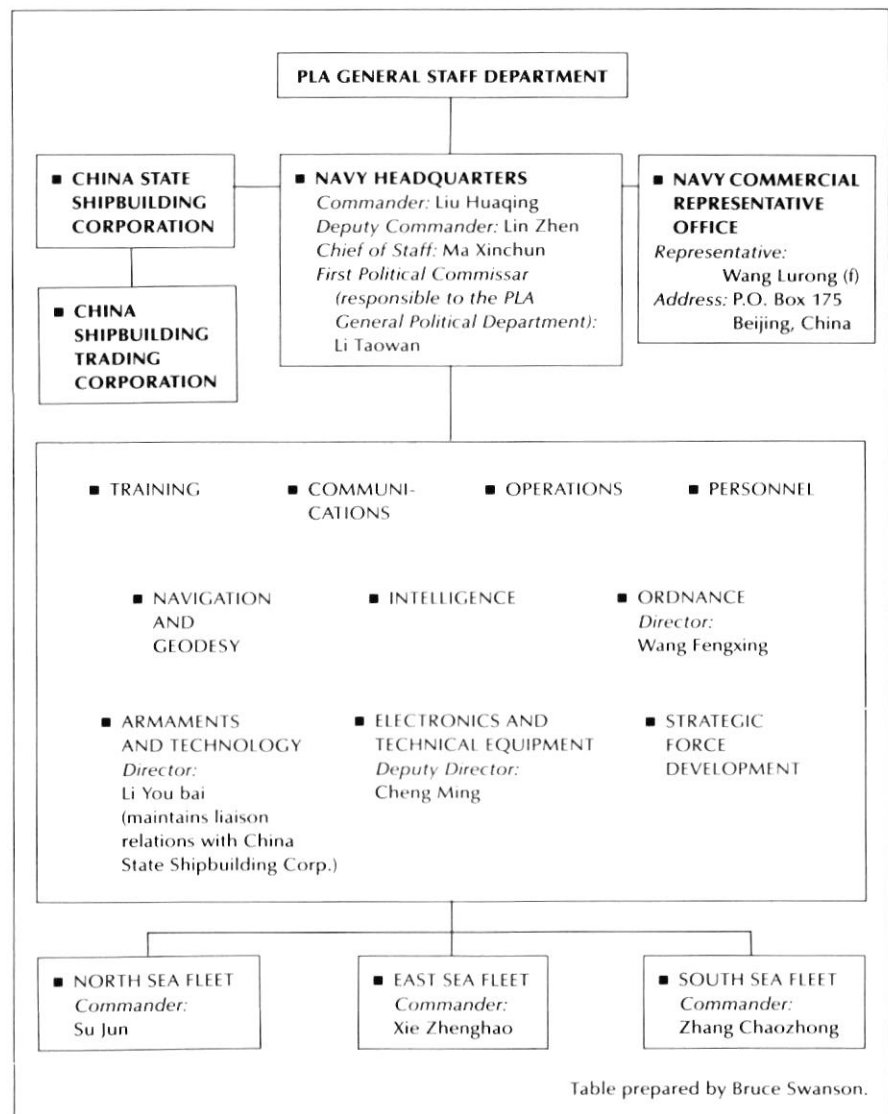 PLA GENERAL STAFF DEPARTMENT
■ CHINA STATE
SHIPBUILDING
CORPORATION
■ CHINA
SHIPBUILDING
TRADING
CORPORATION
■ NAVY HEADQUARTERS
Commander: Liu Huaqing
Deputy Commander: Lin Zhen
Chief of Staff: Ma Xinchun
First Political Commissar
(responsible to the PLA
General Political Department):
Li Taowan
■ NAVY COMMERCIAL
REPRESENTATIVE
OFFICE
Representative:
Wang Lurong (f)
Address: P.O. Box 175
Beijing, China
■ TRAINING
■ COMMUNI-
CATIONS
■ OPERATIONS
■ PERSONNEL
■ NAVIGATION
AND
GEODESY
■ INTELLIGENCE
■ ORDNANCE
Director:
Wang Fengxing
■ ARMAMENTS
AND TECHNOLOGY
Director:
Li You bai
(maintains liaison
relations with China
State Shipbuilding Corp.)
■ ELECTRONICS AND
TECHNICAL EQUIPMENT
Deputy Director:
Cheng Ming
■ STRATEGIC
FORCE
DEVELOPMENT
■ NORTH SEA FLEET
Commander:
Su Jun
■ EAST SEA FLEET
Commander:
Xie Zhenghao
■ SOUTH SEA FLEET
Commander:
Zhang Chaozhong
Table prepared by Bruce Swanson.